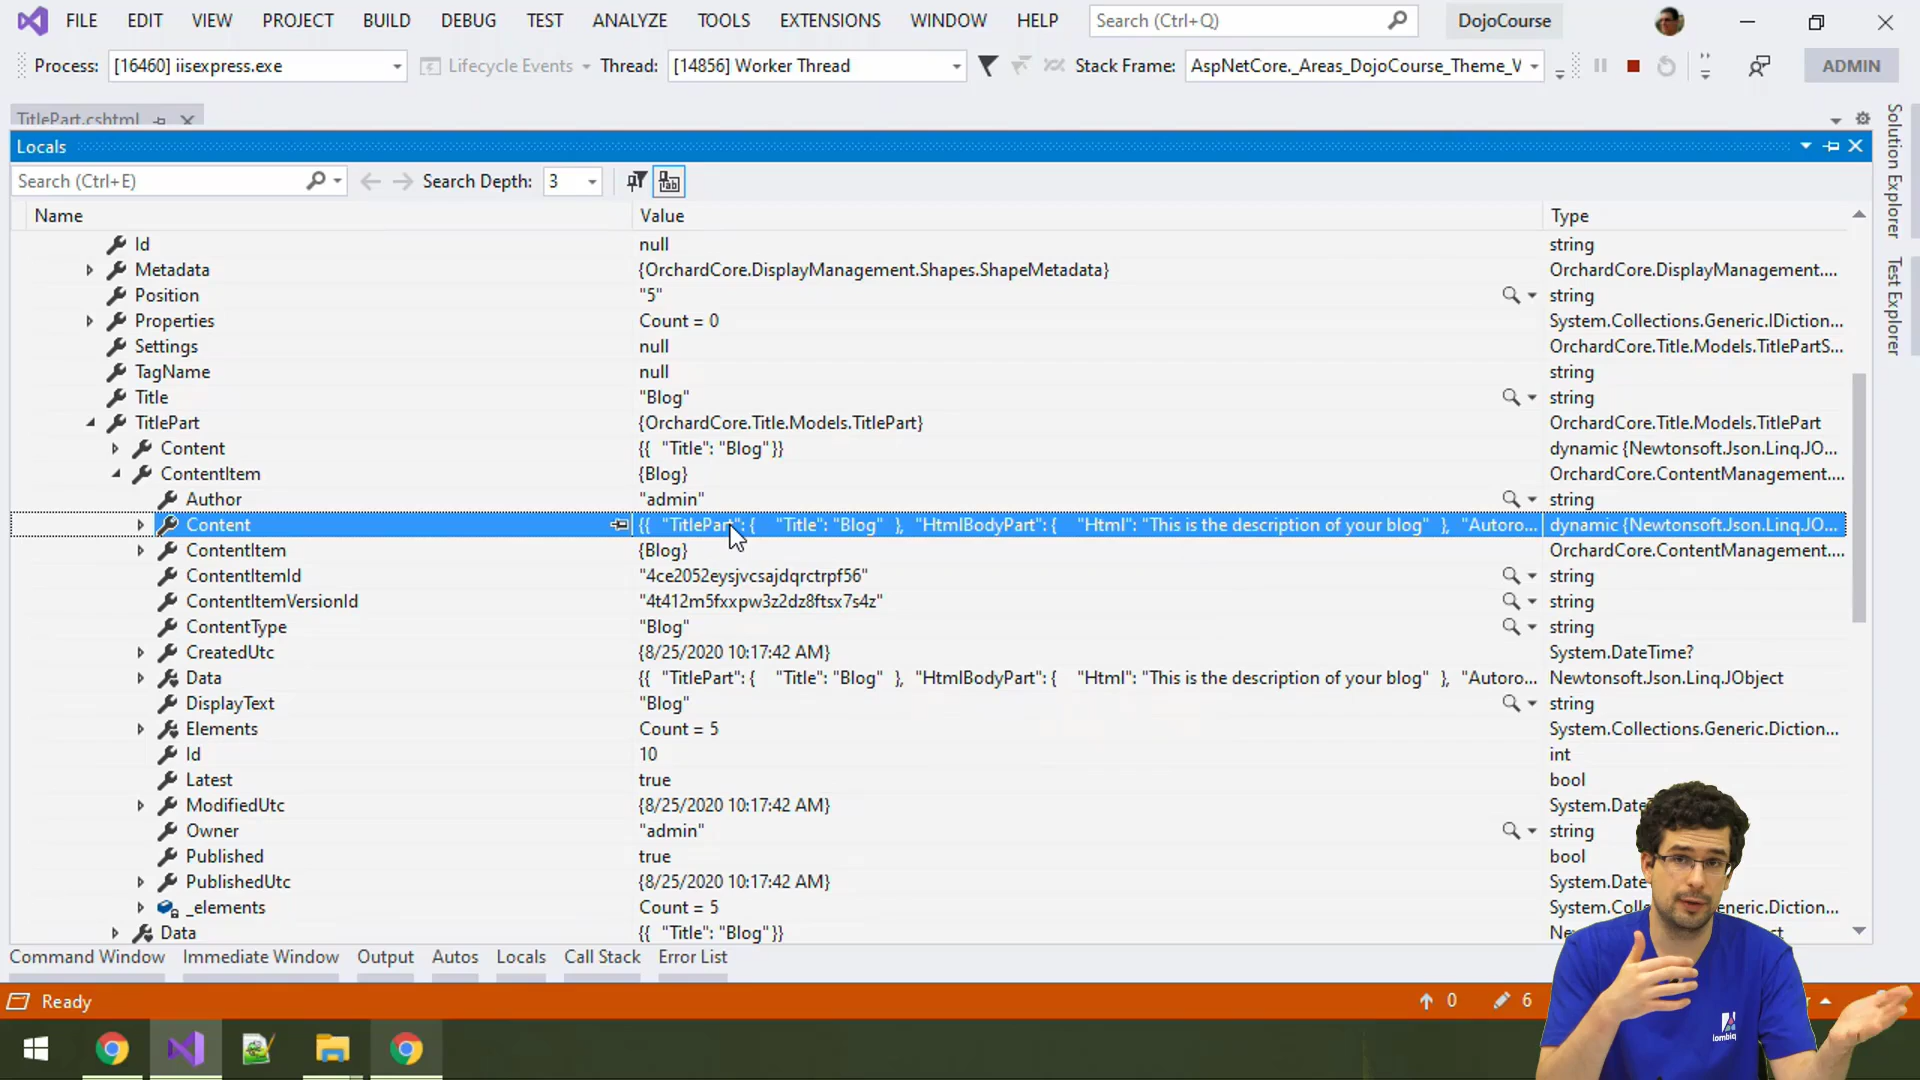 FILE EDIT VIEW PROJECT BUILD DEBUG TEST ANALYZE TOOLS EXTENSIONS WINDOW HELP Search (Ctrl+Q) DojoCourse
Process: [16460] iisexpress.exe Lifecycle Events Thread: [14856] Worker Thread Stack Frame: AspNetCore._Areas_DojoCourse_Theme_V ADMIN
TitlePart.cshtml
Locals
Search (Ctrl+E) Search Depth: 3
Name Value Type
Id null string
Metadata {OrchardCore.DisplayManagement.Shapes.ShapeMetadata} OrchardCore.DisplayManagement....
Position "5" string
Properties Count = 0 System.Collections.Generic.IDiction...
Settings null OrchardCore.Title.Models.TitlePartS...
TagName null string
Title "Blog" string
TitlePart {OrchardCore.Title.Models.TitlePart} OrchardCore.Title.Models.TitlePart
Content {{ "Title": "Blog"}} dynamic {Newtonsoft.Json.Linq.JO...
ContentItem {Blog} OrchardCore.ContentManagement....
Author "admin" string
Content {{ "TitlePart": { "Title": "Blog" }, "HtmlBodyPart": { "Html": "This is the description of your blog" }, "Autoro... dynamic {Newtonsoft.Json.Linq.JO...
ContentItem {Blog} OrchardCore.ContentManagement....
ContentItemId "4ce2052eysjvcsajdqrctrpf56" string
ContentItemVersionId "4t412m5fxxpw3z2dz8ftsx7s4z" string
ContentType "Blog" string
CreatedUtc {8/25/2020 10:17:42 AM} System.DateTime?
Data {{ "TitlePart": { "Title": "Blog" }, "HtmlBodyPart": { "Html": "This is the description of your blog" }, "Autoro... Newtonsoft.Json.Linq.JObject
DisplayText "Blog" string
Elements Count = 5 System.Collections.Generic.Diction...
Id 10 int
Latest true bool
ModifiedUtc {8/25/2020 10:17:42 AM} System.Dat
Owner "admin" string
Published true bool
PublishedUtc {8/25/2020 10:17:42 AM} System.Date
_elements Count = 5 System.Colle eneric.Diction...
Data {{ "Title": "Blog"}}
Command Window Immediate Window Output Autos Locals Call Stack Error List
Ready 0 6
lombiq
Solution Explorer
Test Explorer